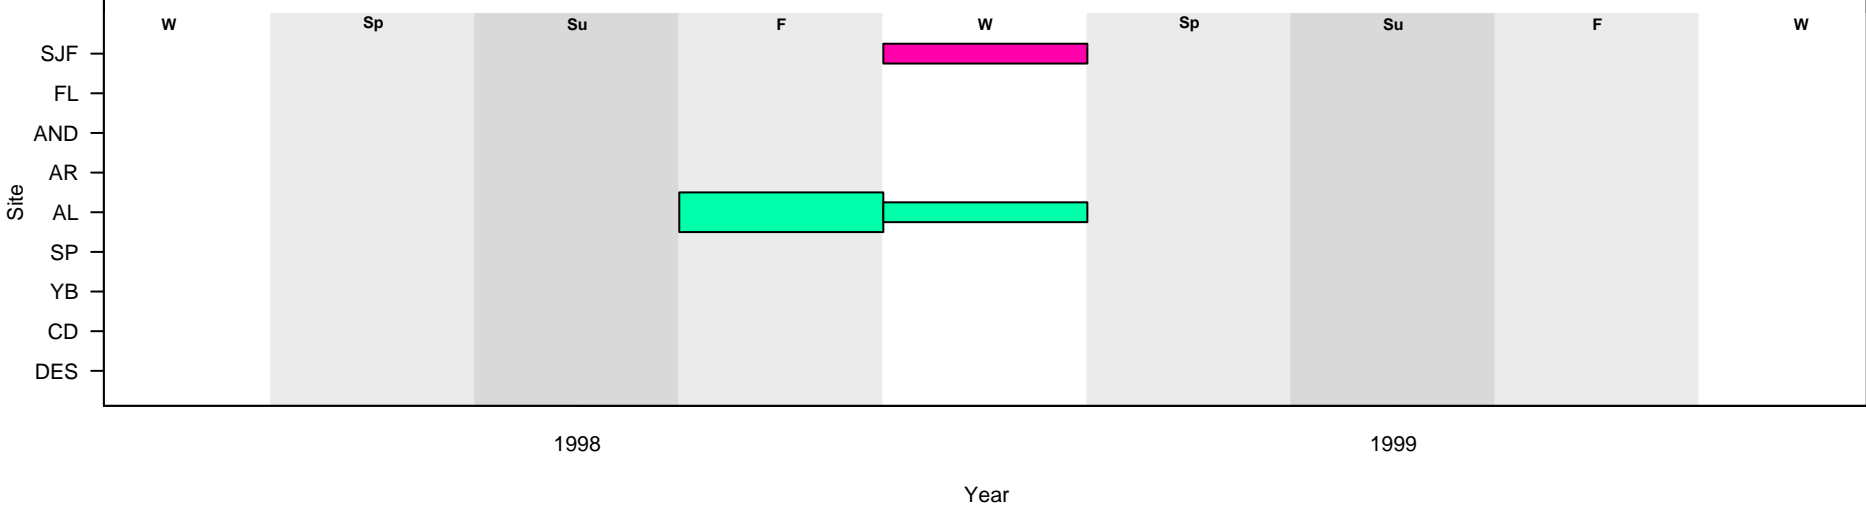 W Sp Su F W Sp Su F W
SJF
FL
AND
AR
AL
SP
YB
CD
DES
Site
1998 1999
Year